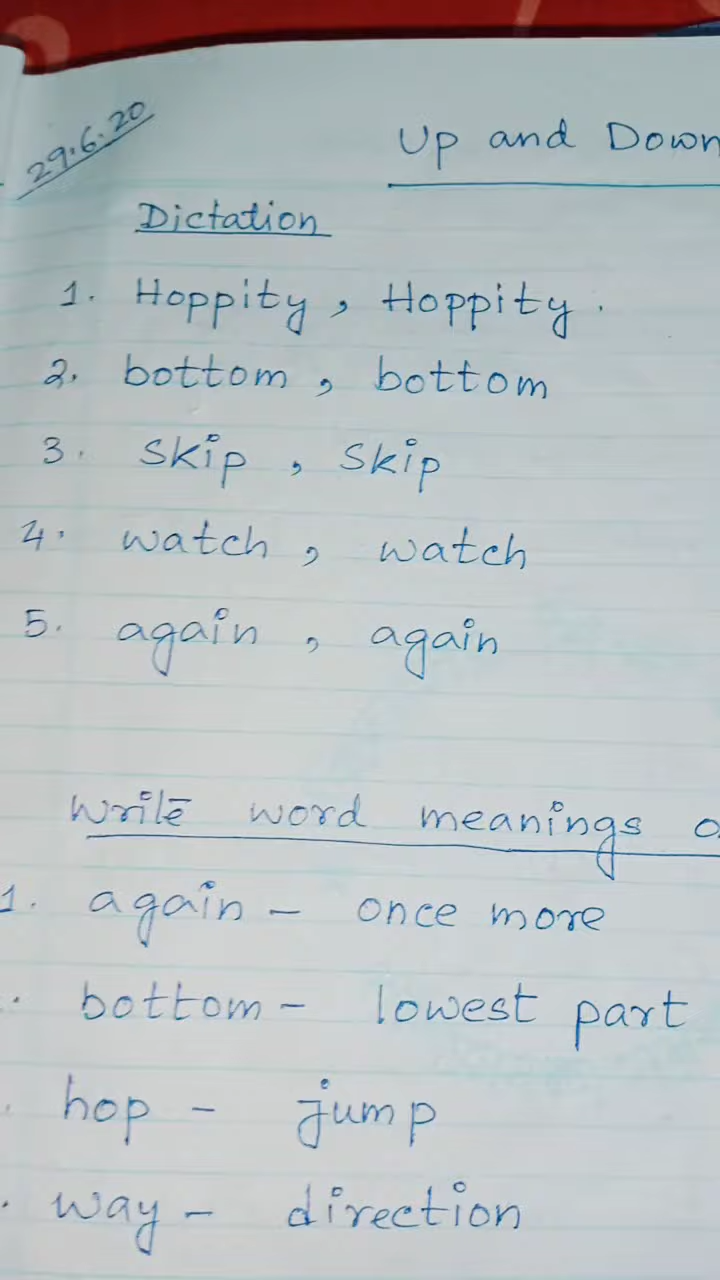 29.6.20
Up and Down
Dictation
1. Hoppity, Hoppity.
2. bottom, bottom
3. skip, skip
4. watch, watch
5. again, again
Write word meanings
1. again - once more
bottom - lowest part
hop - jump
way - direction